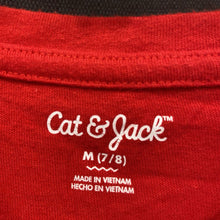 Cat & Jack™
M (7/8)
MADE IN VIETNAM
HECHO EN VIETNAM